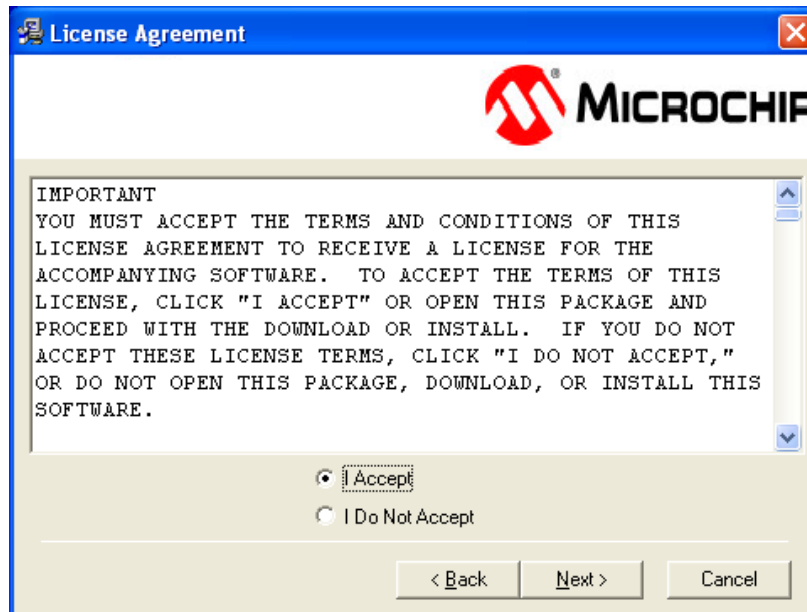 License Agreement
MICROCHIP
IMPORTANT
YOU MUST ACCEPT THE TERMS AND CONDITIONS OF THIS
LICENSE AGREEMENT TO RECEIVE A LICENSE FOR THE
ACCOMPANYING SOFTWARE.  TO ACCEPT THE TERMS OF THIS
LICENSE, CLICK "I ACCEPT" OR OPEN THIS PACKAGE AND
PROCEED WITH THE DOWNLOAD OR INSTALL.  IF YOU DO NOT
ACCEPT THESE LICENSE TERMS, CLICK "I DO NOT ACCEPT,"
OR DO NOT OPEN THIS PACKAGE, DOWNLOAD, OR INSTALL THIS
SOFTWARE.
I Accept
I Do Not Accept
< Back Next > Cancel